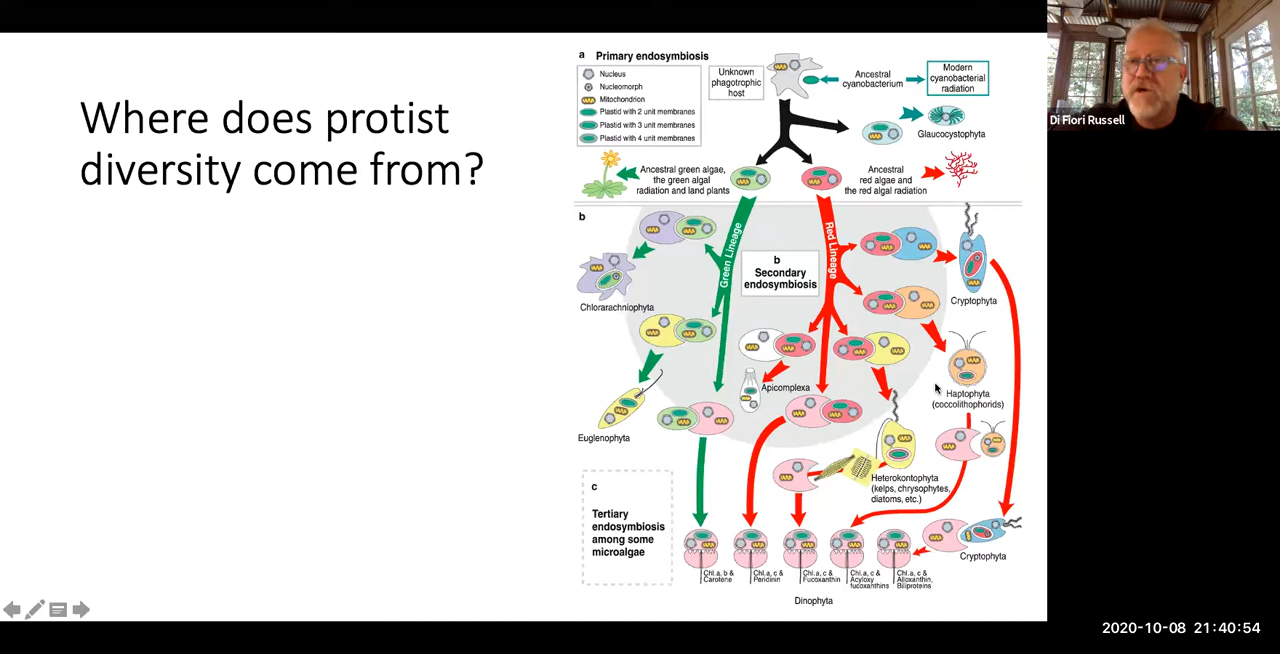 Where does protist
diversity come from?
a Primary endosymbiosis
Nucleus
Nucleomorph
Mitochondrion
Plastid with 2 unit membranes
Plastid with 3 unit membranes
Plastid with 4 unit membranes
Unknown
phagotrophic
host
Ancestral
cyanobacterium
Modern
cyanobacterial
radiation
Glaucocystophyta
Ancestral green algae,
the green algal
radiation and land plants
Ancestral
red algae and
the red algal radiation
b
Green Lineage
Red Lineage
b
Secondary
endosymbiosis
Chlorarachniophyta
Cryptophyta
Apicomplexa
Haptophyta
(coccolithophorids)
Euglenophyta
Heterokontophyta
(kelps, chrysophytes,
diatoms, etc.)
c
Tertiary
endosymbiosis
among some
microalgae
Cryptophyta
Chl.a, b &
Carotene
Chl.a, c &
Peridinin
Chl.a, c &
Fucoxanthin
Chl.a, c &
Acyloxy
fucoxanthins
Chl.a, c &
Alloxanthin,
Biliproteins
Dinophyta
Di Fiori Russell
2020-10-08 21:40:54